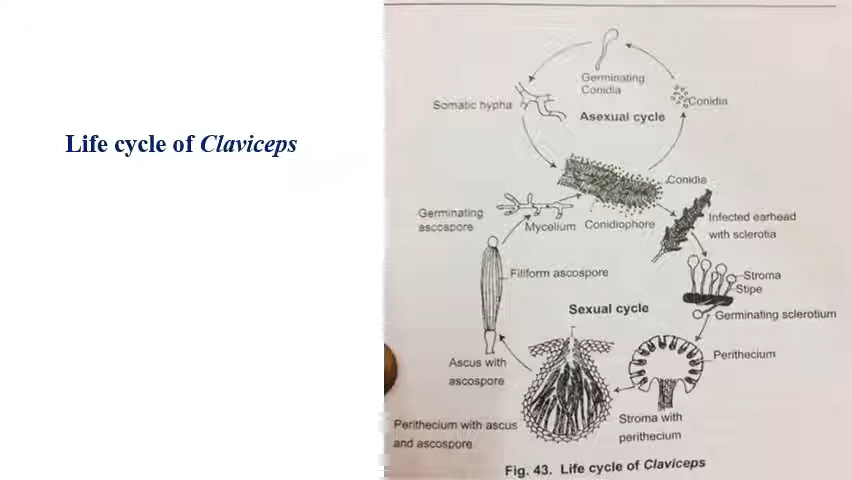 Life cycle of Claviceps
Germinating
Conidia
Somatic hypha
Conidia
Asexual cycle
Conidia
Germinating
ascospore
Mycelium
Conidiophore
Infected earhead
with sclerotia
Filiform ascospore
Stroma
Stipe
Sexual cycle
Germinating sclerotium
Perithecium
Ascus with
ascospore
Perithecium with ascus
and ascospore
Stroma with
perithecium
Fig. 43. Life cycle of Claviceps